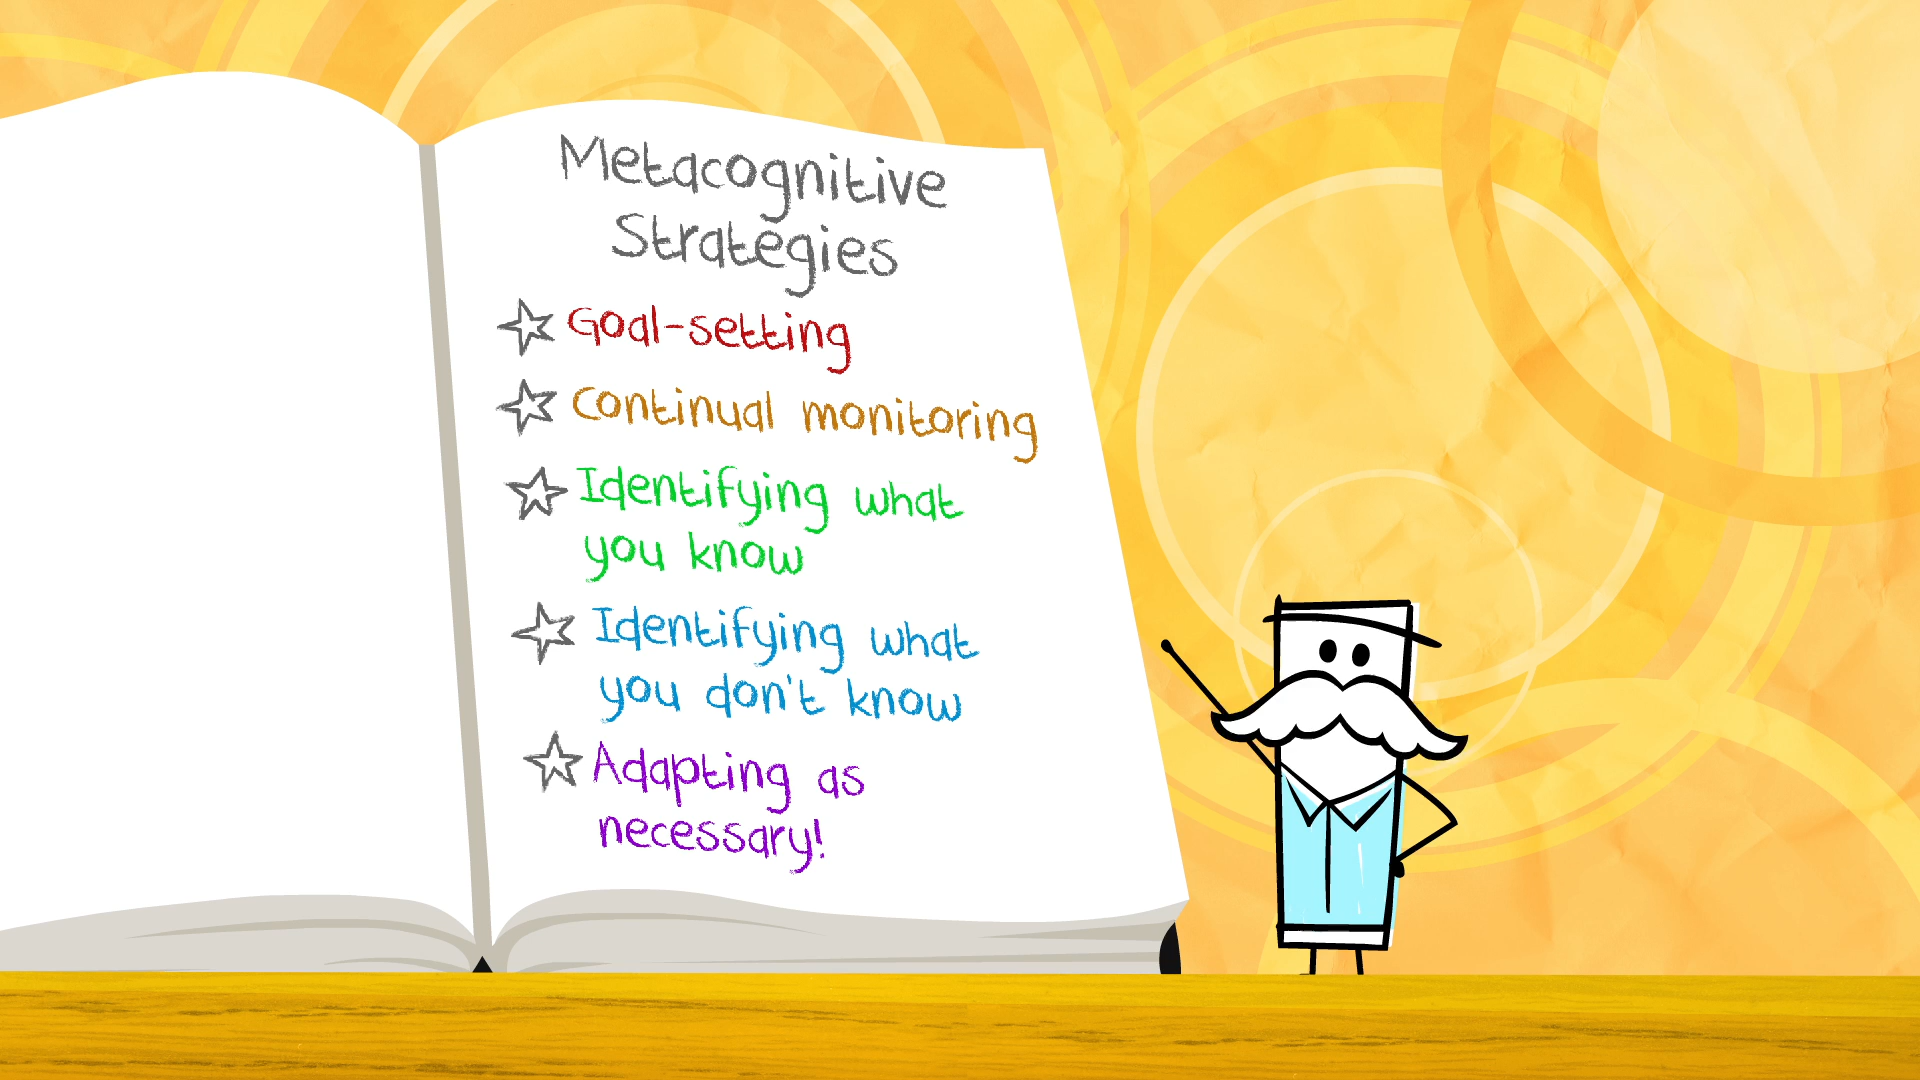 Metacognitive
Strategies
Goal-setting
Continual monitoring
Identifying what
you know
Identifying what
you don't know
Adapting as
necessary!